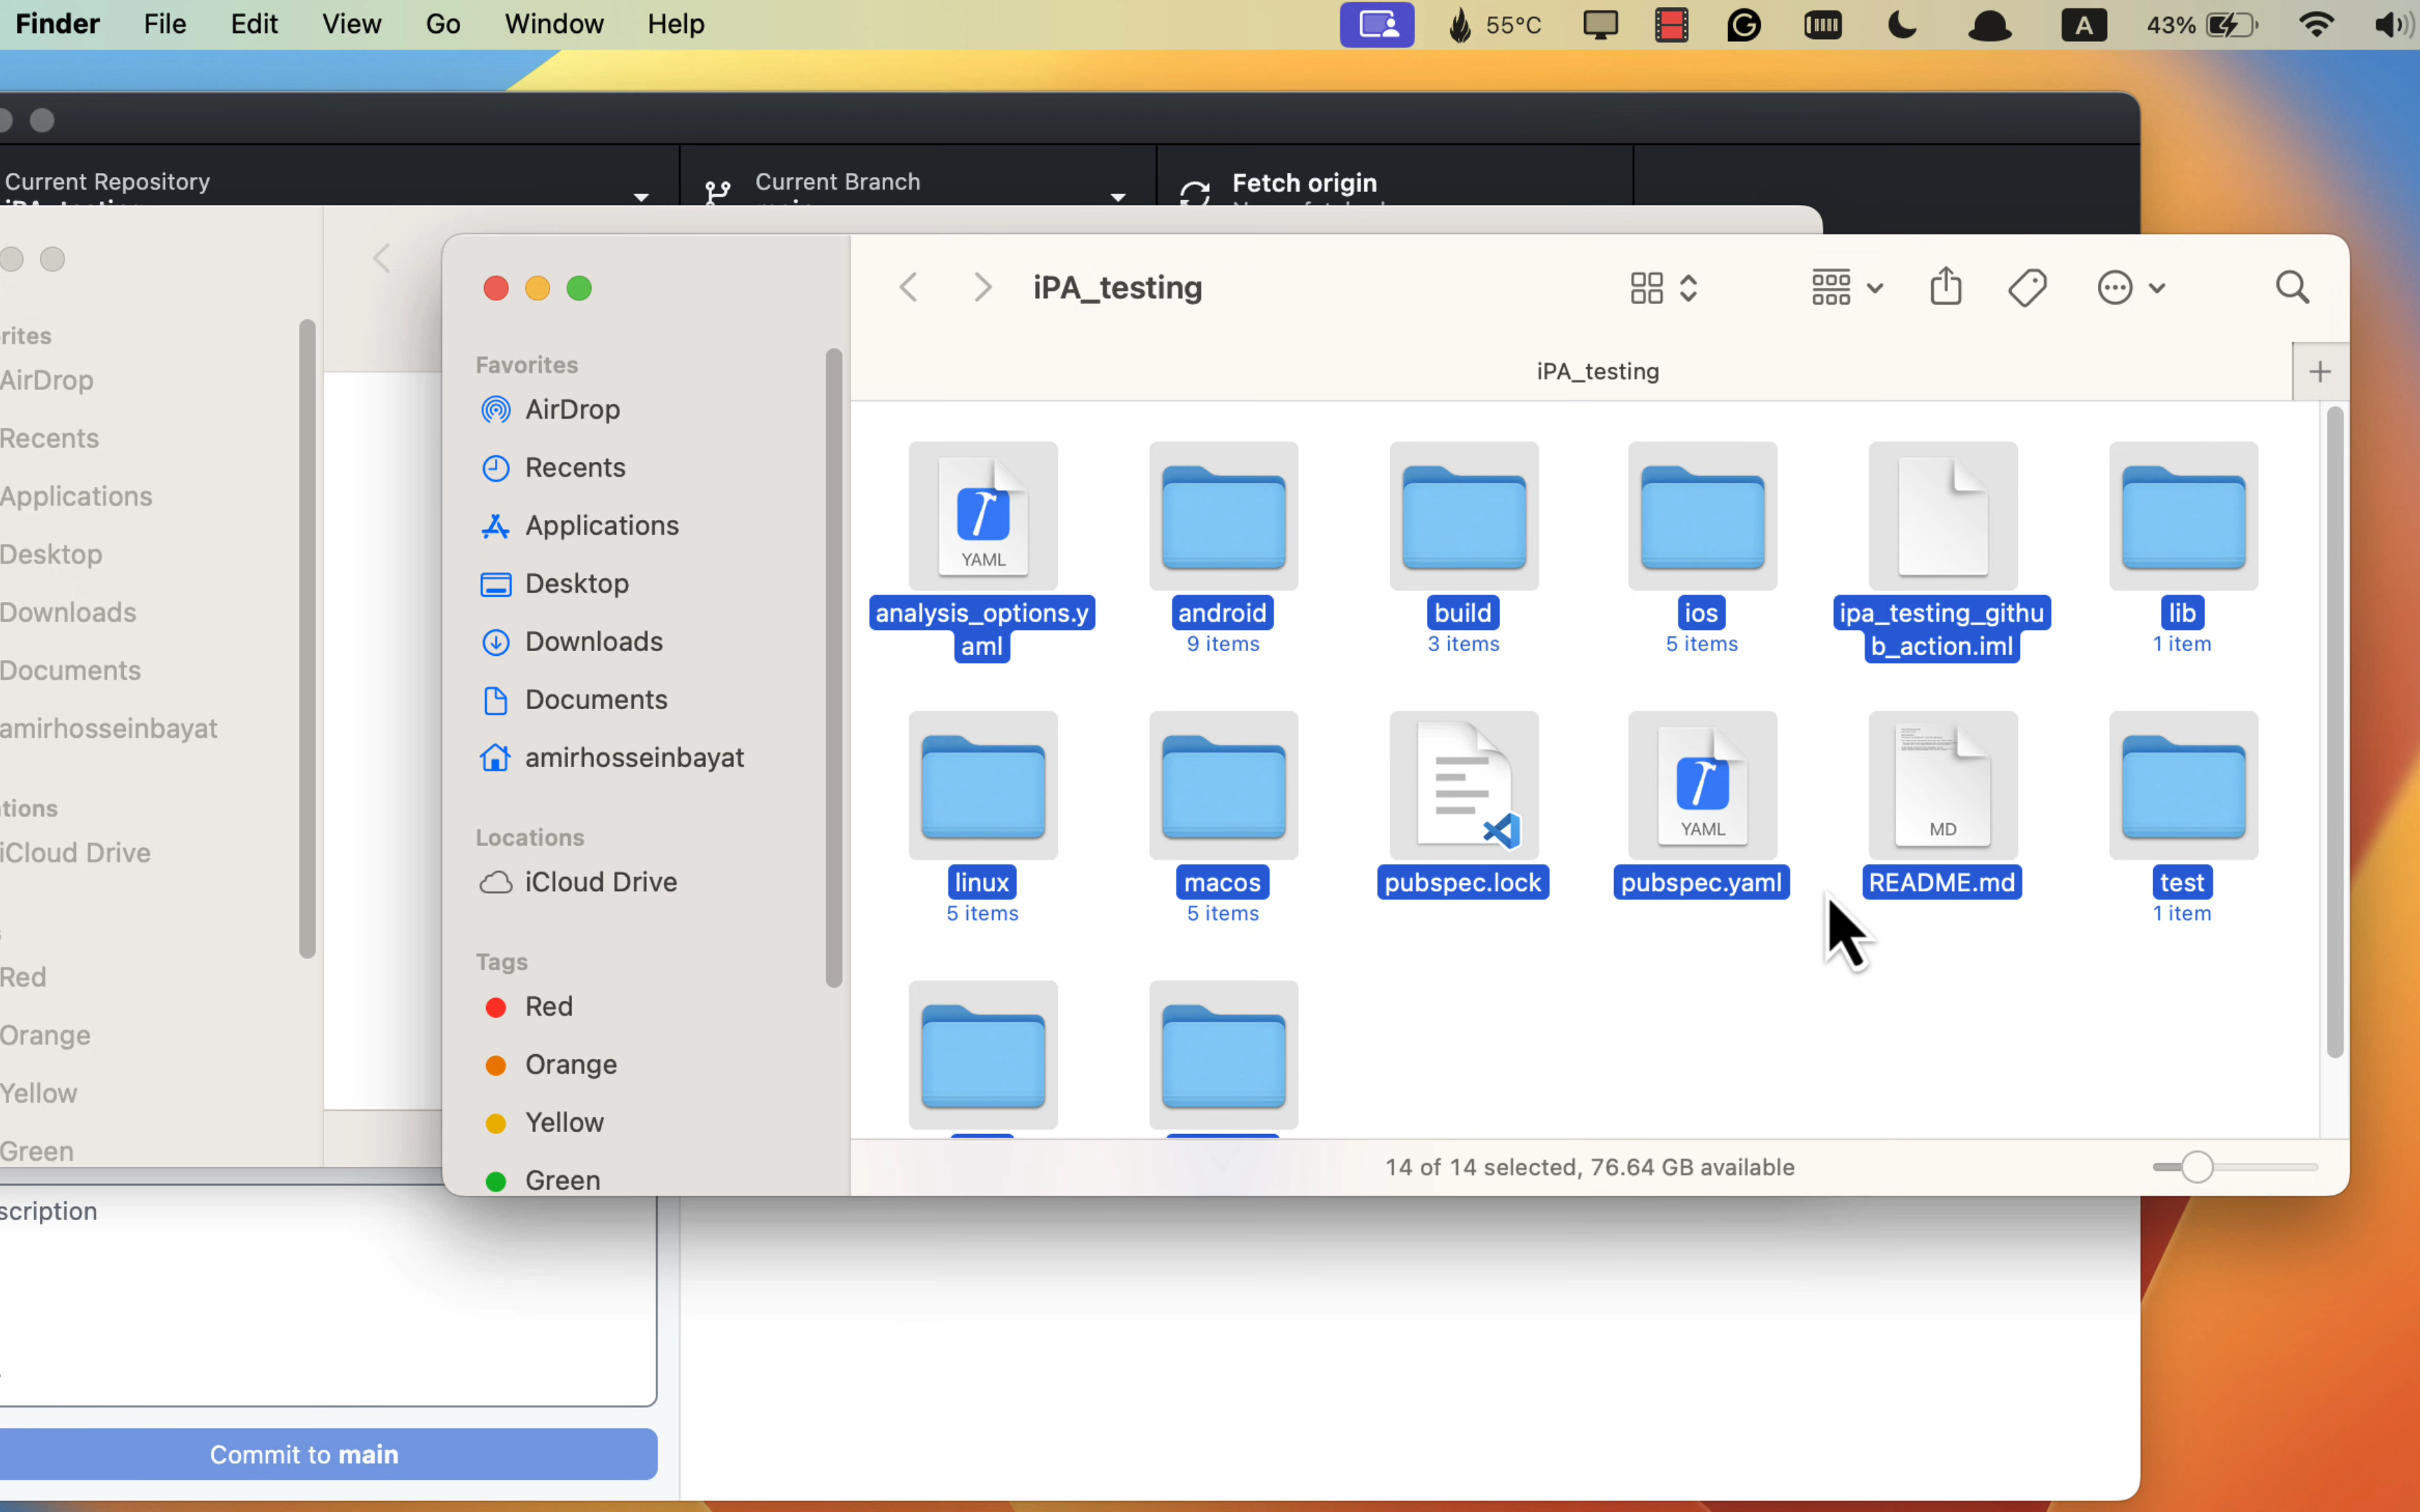 Finder File Edit View Go Window Help 55°C A 43%
Current Repository
Current Branch
Fetch origin
rites
AirDrop
Recents
Applications
Desktop
Downloads
Documents
amirhosseinbayat
tions
iCloud Drive
Red
Orange
Yellow
Green
scription
Commit to main
Favorites
AirDrop
Recents
Applications
Desktop
Downloads
Documents
amirhosseinbayat
Locations
iCloud Drive
Tags
Red
Orange
Yellow
Green
iPA_testing
iPA_testing
YAML
analysis_options.y
aml
android
9 items
build
3 items
ios
5 items
ipa_testing_githu
b_action.iml
lib
1 item
linux
5 items
macos
5 items
pubspec.lock
YAML
pubspec.yaml
MD
README.md
test
1 item
14 of 14 selected, 76.64 GB available